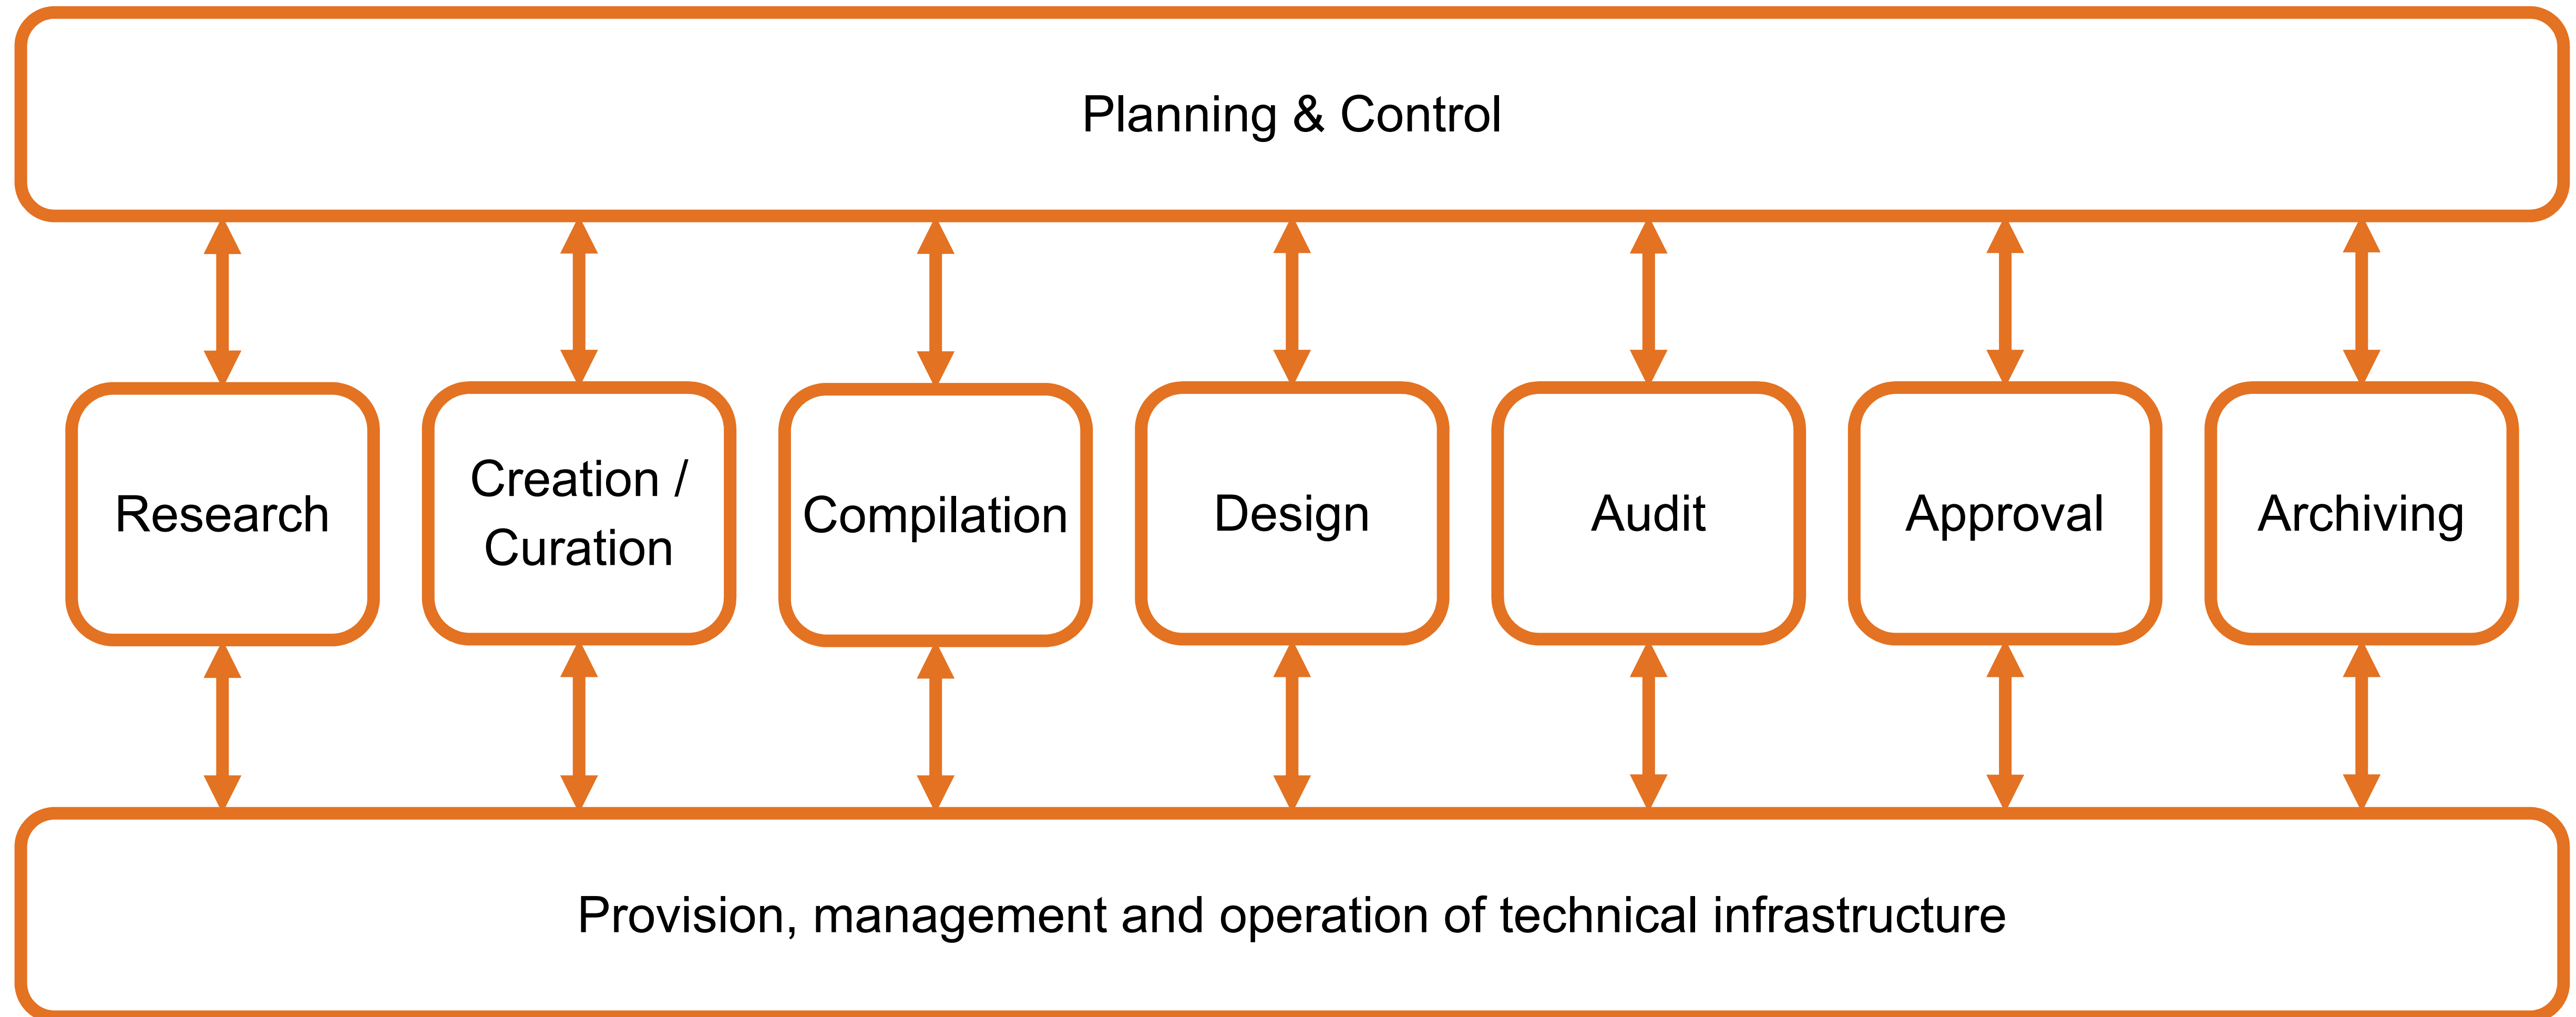 Planning & Control
Research
Creation /
Curation
Compilation
Design
Audit
Approval
Archiving
Provision, management and operation of technical infrastructure